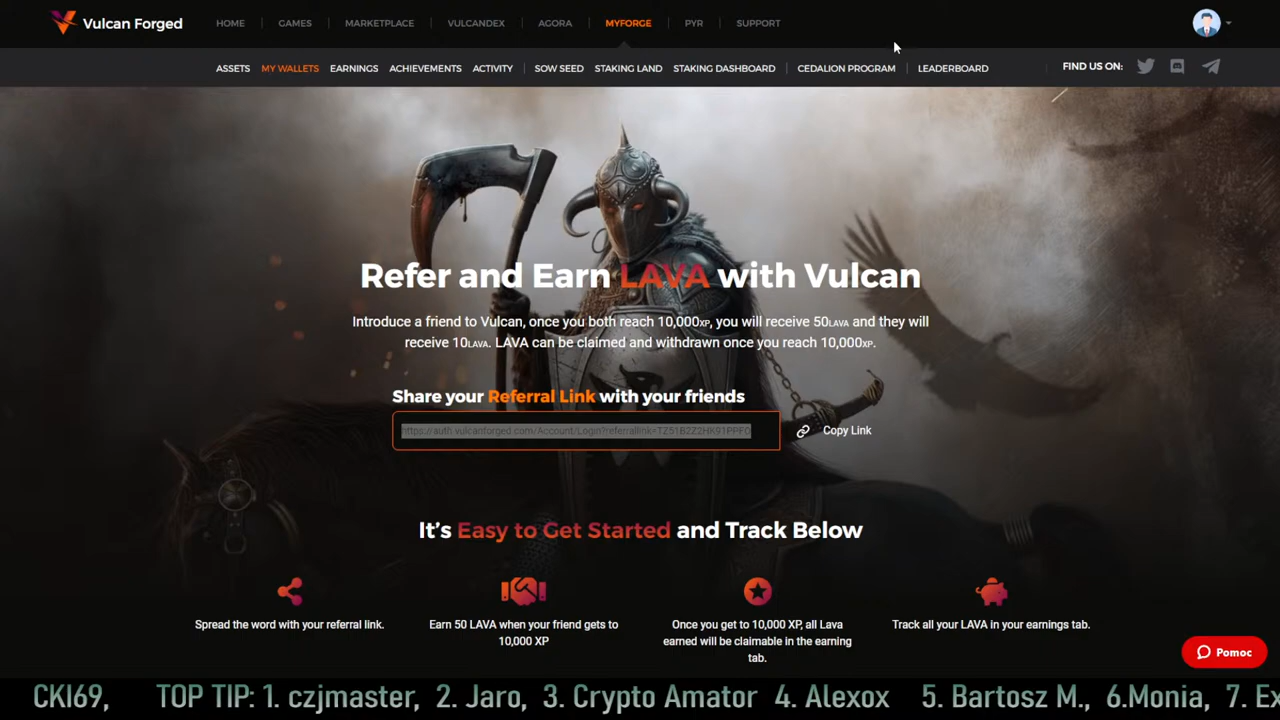 Vulcan Forged
HOME GAMES MARKETPLACE VULCANDEX AGORA MYFORGE PYR SUPPORT
ASSETS MY WALLETS EARNINGS ACHIEVEMENTS ACTIVITY SOW SEED STAKING LAND STAKING DASHBOARD CEDALION PROGRAM LEADERBOARD FIND US ON:
Refer and Earn LAVA with Vulcan
Introduce a friend to Vulcan, once you both reach 10,000XP, you will receive 50LAVA and they will
receive 10LAVA. LAVA can be claimed and withdrawn once you reach 10,000XP.
Share your Referral Link with your friends
Copy Link
It's Easy to Get Started and Track Below
Spread the word with your referral link.
Earn 50 LAVA when your friend gets to
10,000 XP
Once you get to 10,000 XP, all Lava
earned will be claimable in the earning
tab.
Track all your LAVA in your earnings tab.
Pomoc
CKI69, TOP TIP: 1. czjmaster, 2. Jaro, 3. Crypto Amator 4. Alexox 5. Bartosz M., 6.Monia, 7. Ex